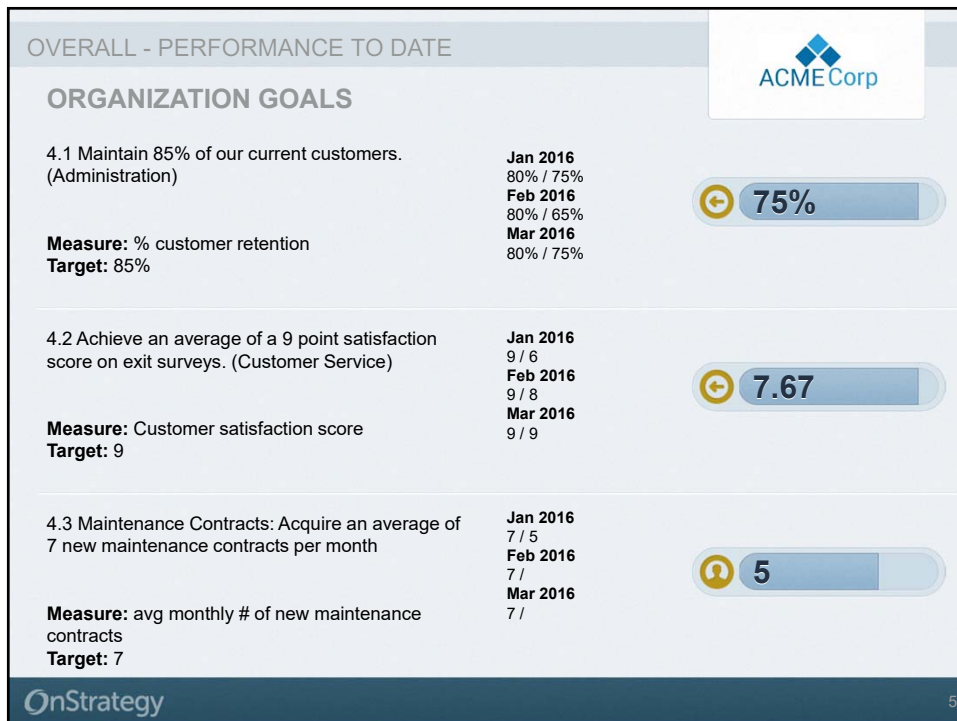 OVERALL - PERFORMANCE TO DATE
ACME Corp
ORGANIZATION GOALS
4.1 Maintain 85% of our current customers.
(Administration)
Measure: % customer retention
Target: 85%
Jan 2016
80% / 75%
Feb 2016
80% / 65%
Mar 2016
80% / 75%
75%
4.2 Achieve an average of a 9 point satisfaction
score on exit surveys. (Customer Service)
Measure: Customer satisfaction score
Target: 9
Jan 2016
9 / 6
Feb 2016
9 / 8
Mar 2016
9 / 9
7.67
4.3 Maintenance Contracts: Acquire an average of
7 new maintenance contracts per month
Measure: avg monthly # of new maintenance
contracts
Target: 7
Jan 2016
7 / 5
Feb 2016
7 /
Mar 2016
7 /
5
OnStrategy
5